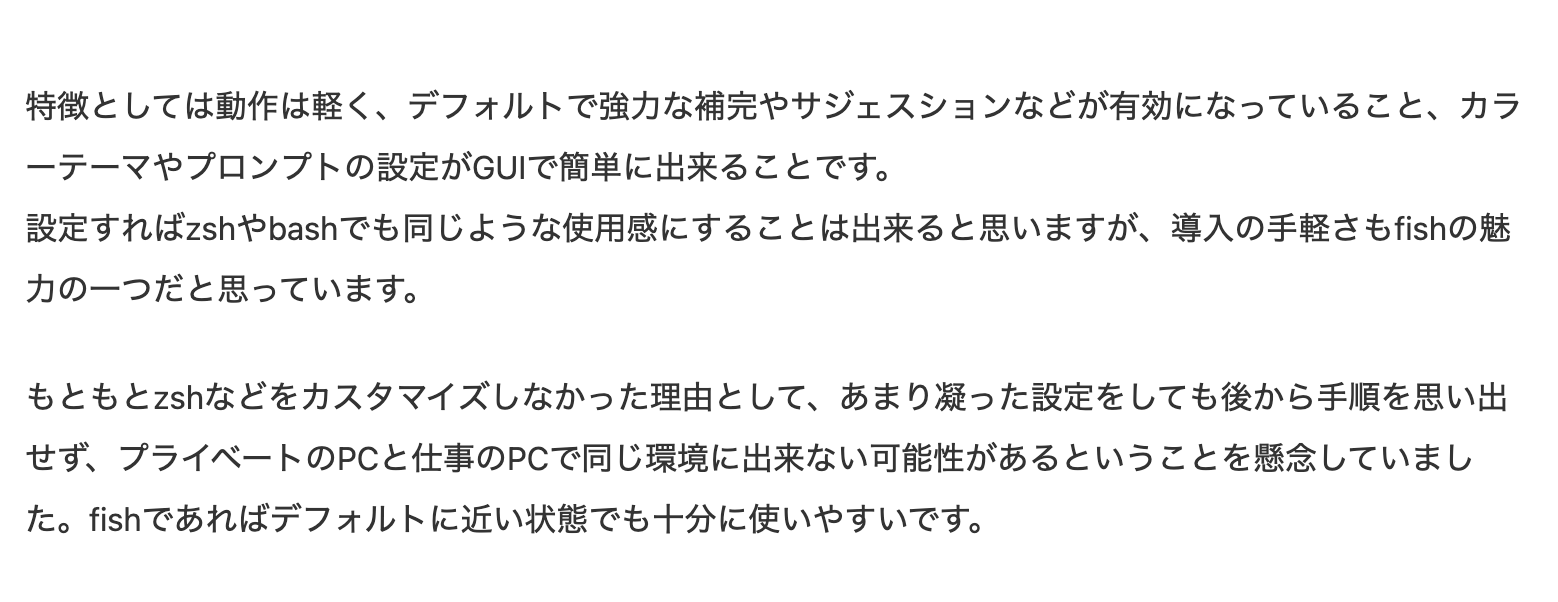 特徴としては動作は軽く、デフォルトで強力な補完やサジェスションなどが有効になっていること、カラ
ーテーマやプロンプトの設定がGUIで簡単に出来ることです。
設定すればzshやbashでも同じような使用感にすることは出来ると思いますが、導入の手軽さもfishの魅
力の一つだと思っています。
もともとzshなどをカスタマイズしなかった理由として、あまり凝った設定をしても後から手順を思い出
せず、プライベートのPCと仕事のPCで同じ環境に出来ない可能性があるということを懸念していまし
た。fishであればデフォルトに近い状態でも十分に使いやすいです。